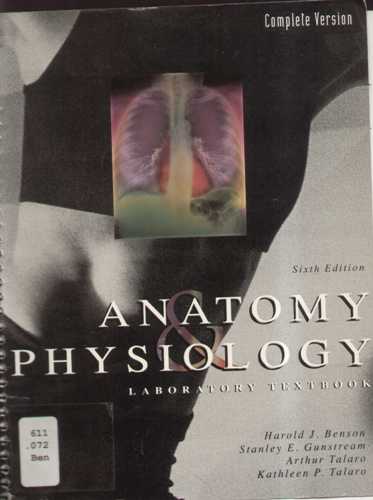 Complete Version
Sixth Edition
ANATOMY
&
PHYSIOLOGY
LABORATORY TEXTBOOK
Harold J. Benson
Stanley E. Gunstream
Arthur Talaro
Kathleen P. Talaro
611
.072
Ben